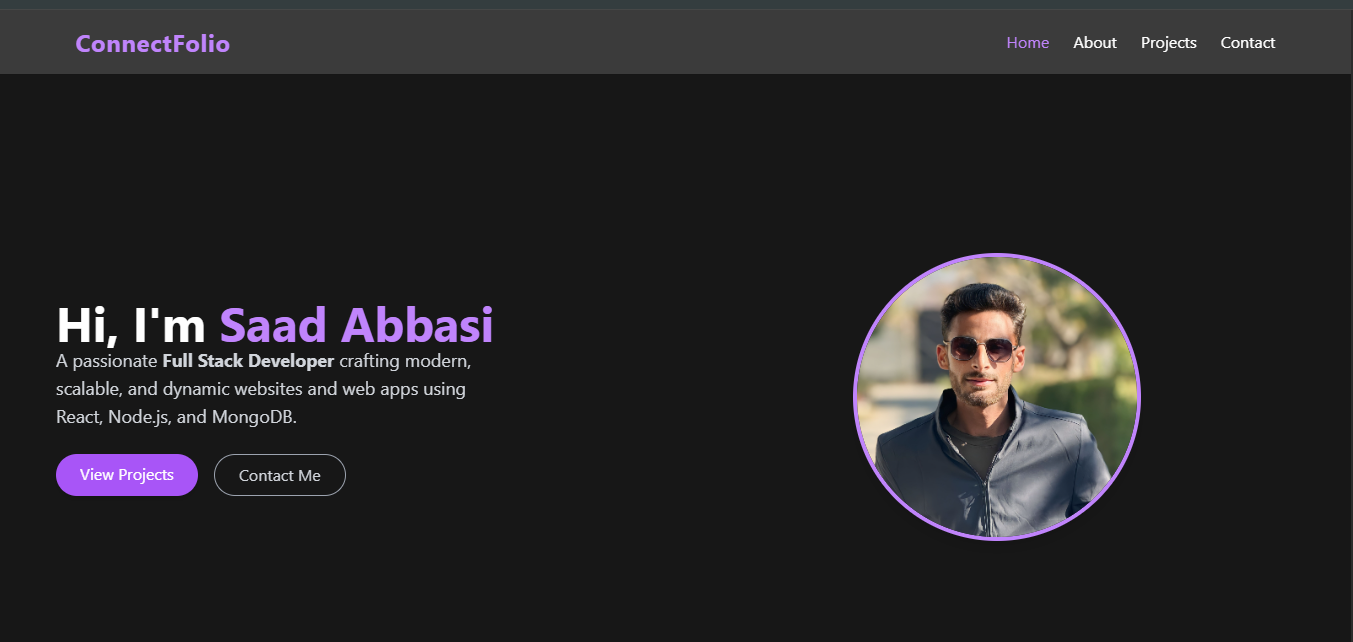 ConnectFolio
Home About Projects Contact
Hi, I'm Saad Abbasi
A passionate Full Stack Developer crafting modern,
scalable, and dynamic websites and web apps using
React, Node.js, and MongoDB.
View Projects Contact Me